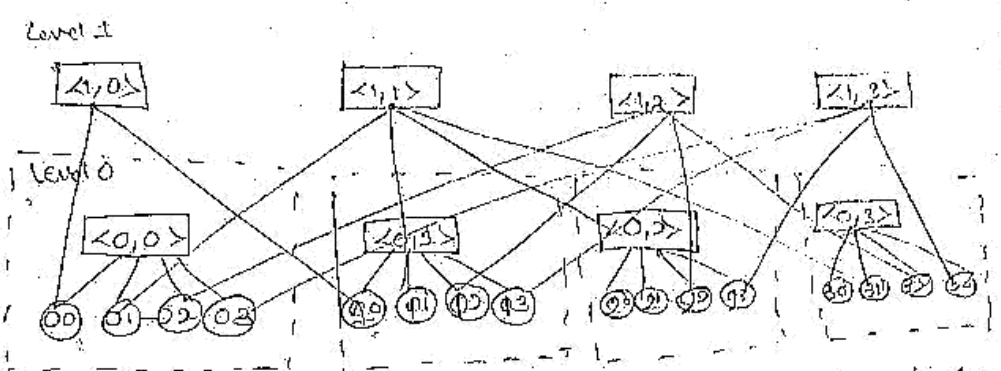 Level 1
<1,0> <1,1> <1,2> <1,3>
Level 0
<0,0> <0,1> <0,2> <0,3>
00 01 02 03 10 11 12 13 20 21 22 23 30 31 32 33